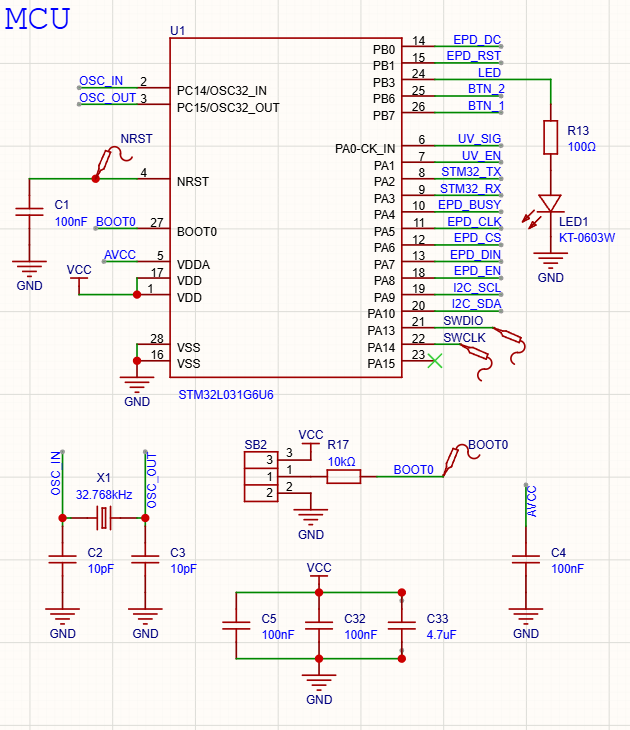 MCU
U1
OSC_IN 2 PC14/OSC32_IN
OSC_OUT 3 PC15/OSC32_OUT
NRST
4 NRST
C1
100nF
GND
BOOT0 27 BOOT0
AVCC 5 VDDA
VCC
17 VDD
1 VDD
28 VSS
16 VSS
GND
STM32L031G6U6
PB0 14 EPD_DC
PB1 15 EPD_RST
PB3 24 LED
PB6 25 BTN_2
PB7 26 BTN_1
PA0-CK_IN 6 UV_SIG
PA1 7 UV_EN
PA2 8 STM32_TX
PA3 9 STM32_RX
PA4 10 EPD_BUSY
PA5 11 EPD_CLK
PA6 12 EPD_CS
PA7 13 EPD_DIN
PA8 18 EPD_EN
PA9 19 I2C_SCL
PA10 20 I2C_SDA
PA13 21 SWDIO
PA14 22 SWCLK
PA15 23
R13
100Ω
LED1
KT-0603W
GND
OSC_IN
OSC_OUT
X1
32.768kHz
C2
10pF
GND
C3
10pF
GND
SB2
3 3
1 1
2 2
VCC
R17
10kΩ
BOOT0
BOOT0
GND
AVCC
C4
100nF
GND
VCC
C5
100nF
C32
100nF
C33
4.7uF
GND